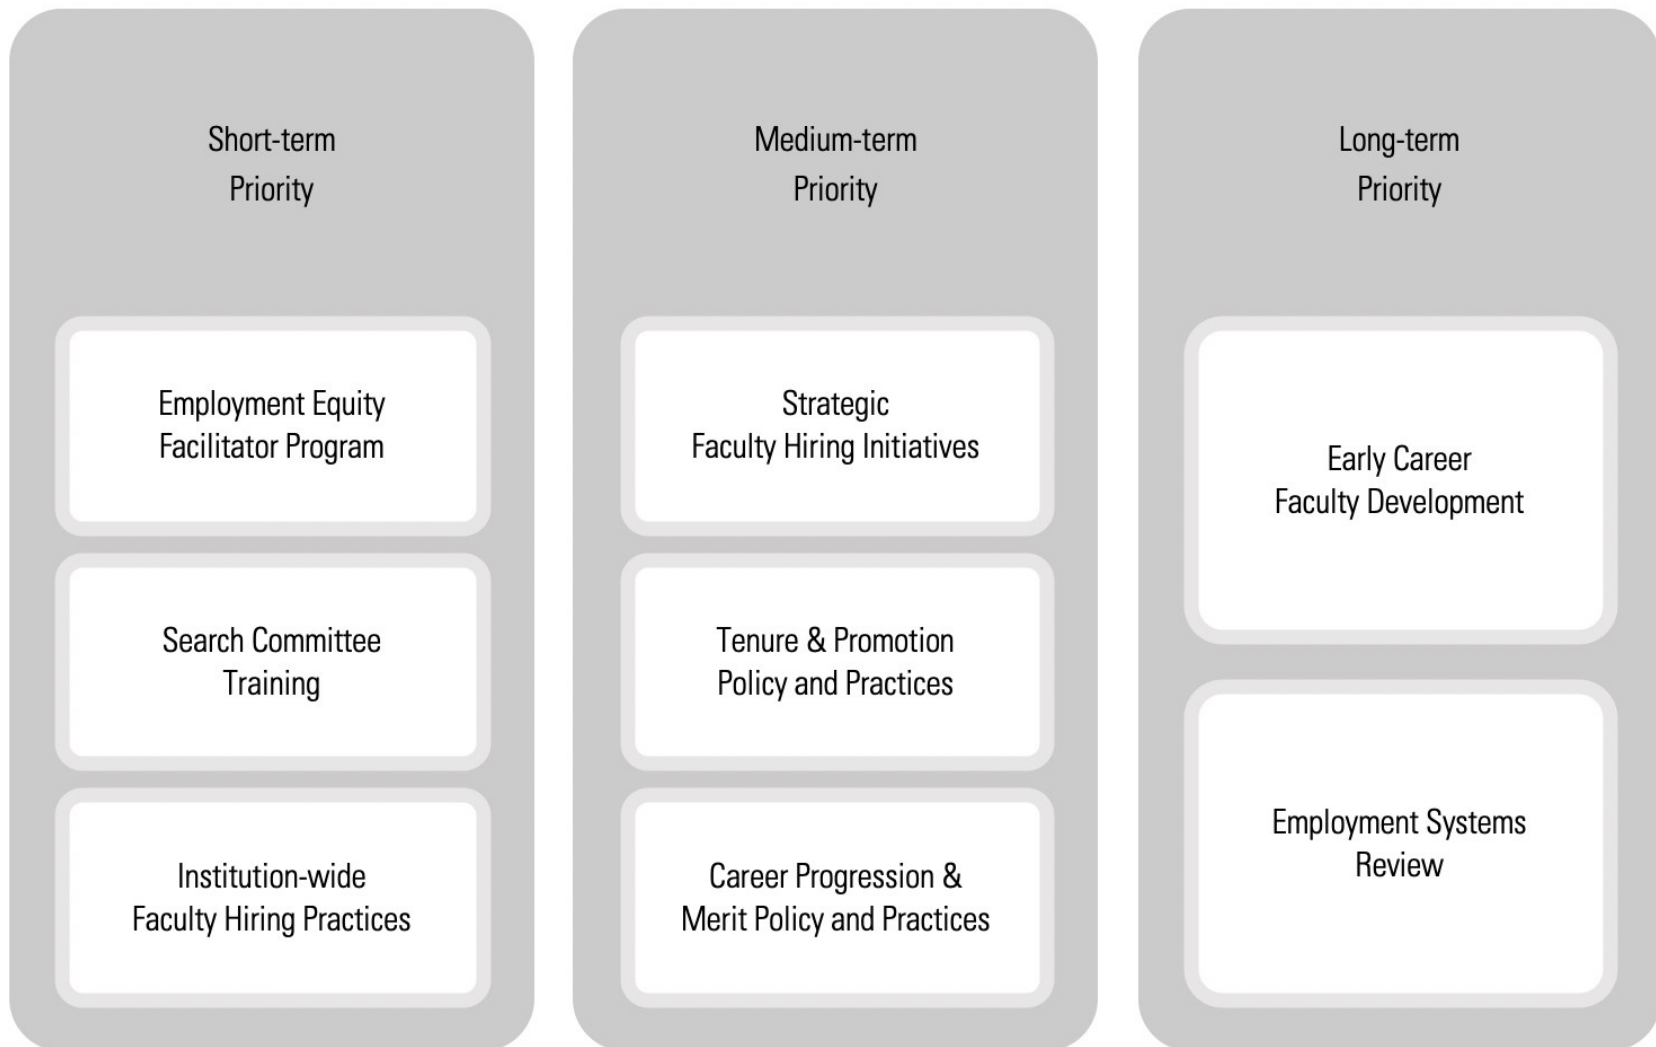 Short-term
Priority
Employment Equity
Facilitator Program
Search Committee
Training
Institution-wide
Faculty Hiring Practices
Medium-term
Priority
Strategic
Faculty Hiring Initiatives
Tenure & Promotion
Policy and Practices
Career Progression &
Merit Policy and Practices
Long-term
Priority
Early Career
Faculty Development
Employment Systems
Review